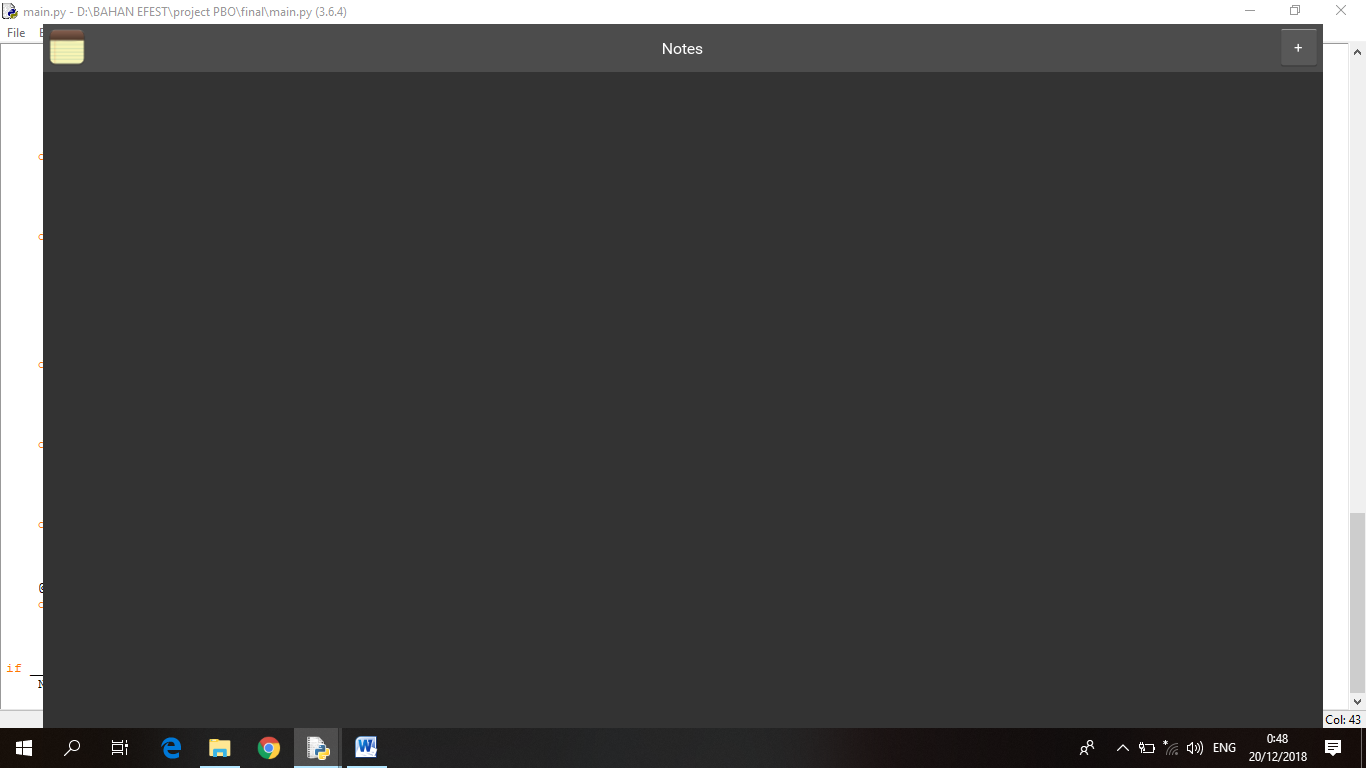 main.py - D:\BAHAN EFEST\project PBO\final\main.py (3.6.4)
File
Notes
+
if
Col: 43
ENG
0:48
20/12/2018